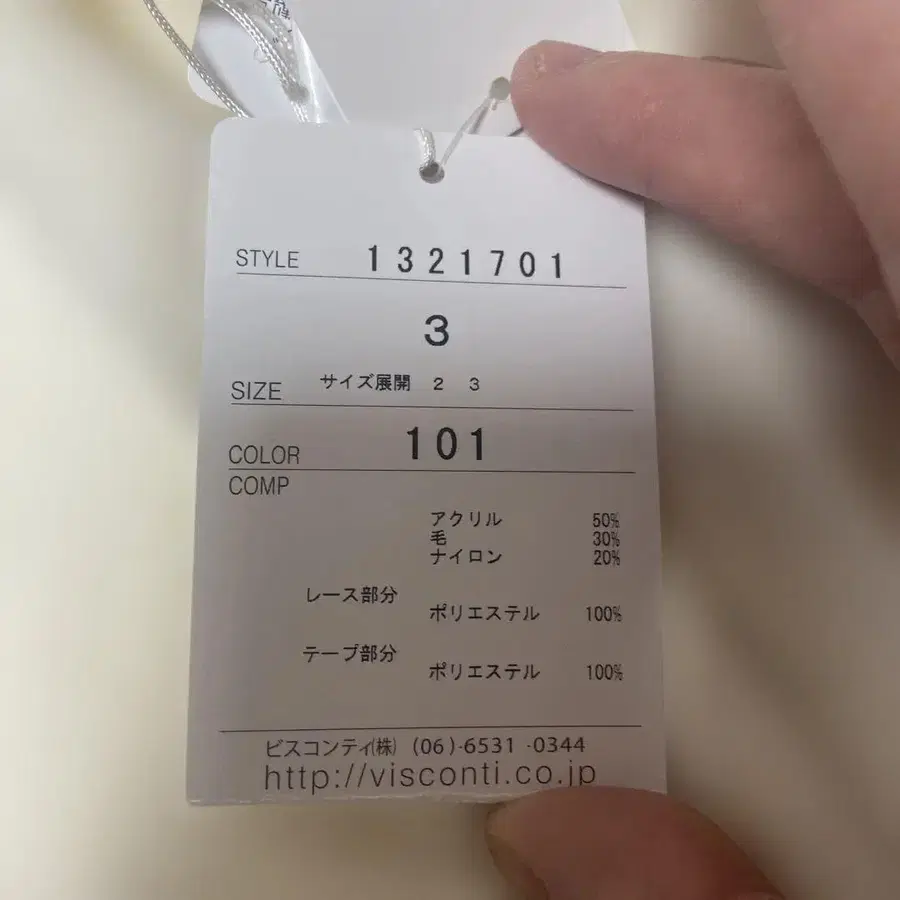 STYLE 1321701
3
SIZE サイズ展開 2 3
COLOR 101
COMP
アクリル 50%
毛 30%
ナイロン 20%
レース部分
ポリエステル 100%
テープ部分
ポリエステル 100%
ビスコンティ㈱ (06)-6531-0344
http://visconti.co.jp